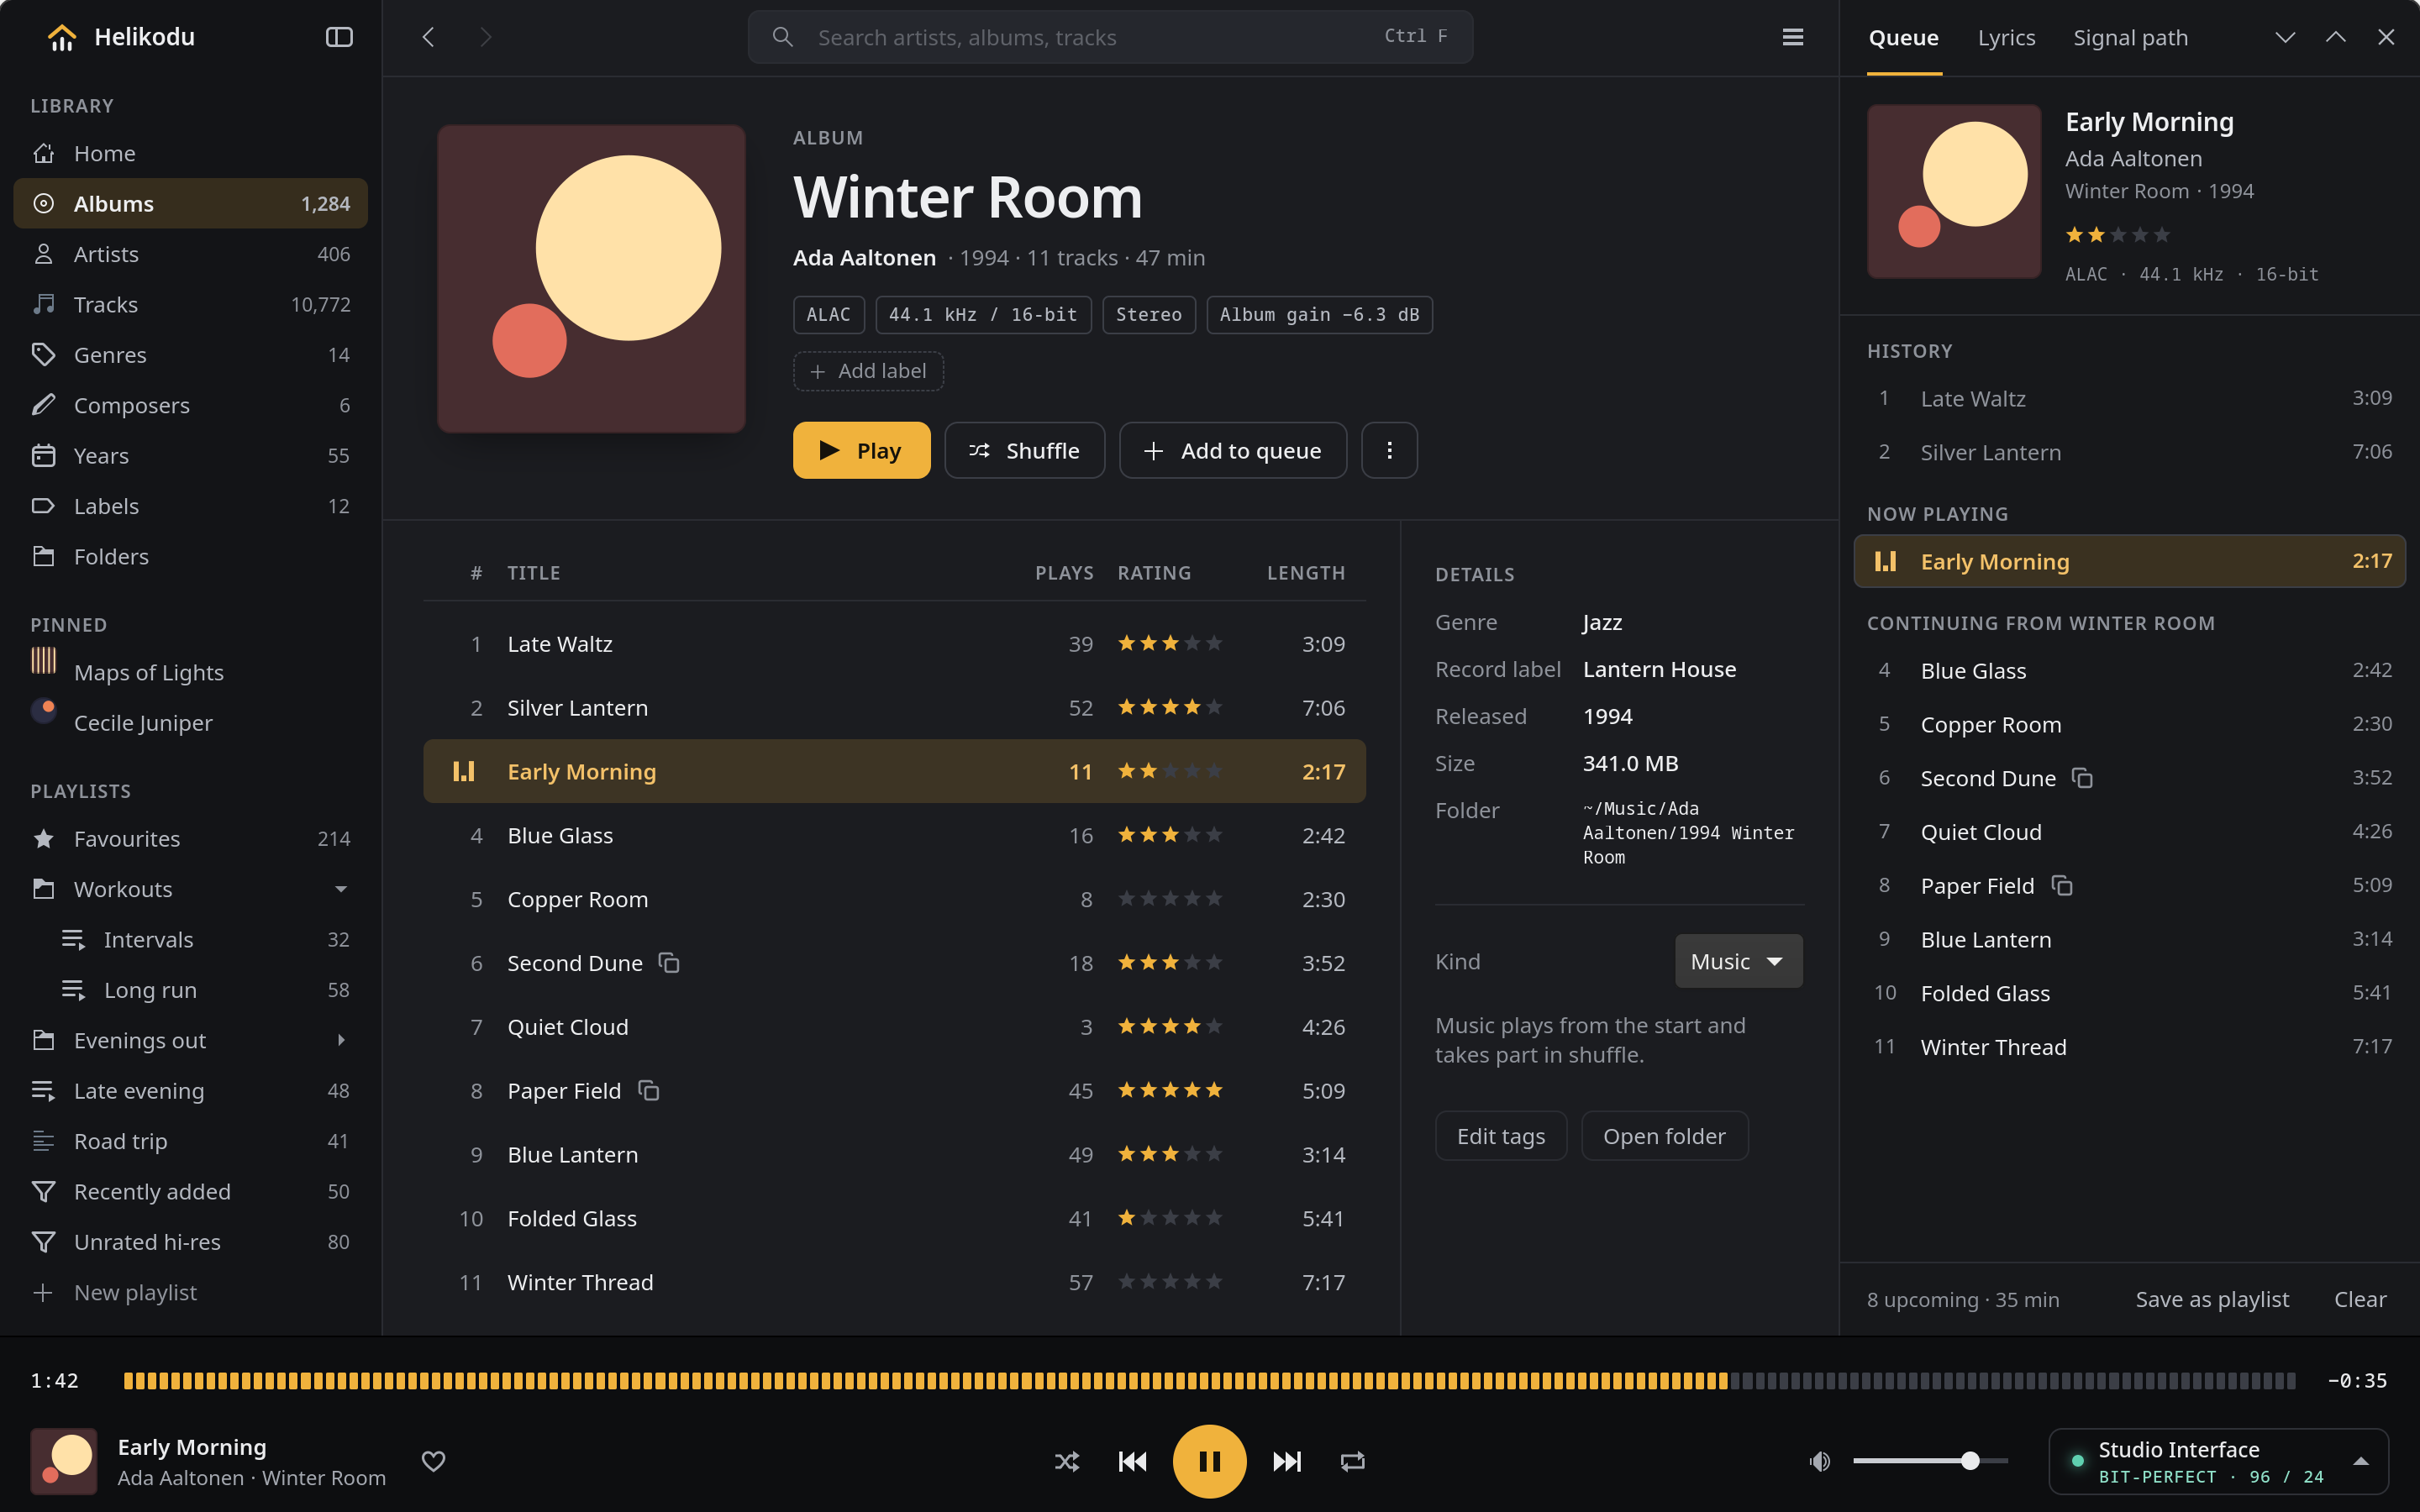 Helikodu
LIBRARY
Home
Albums 1,284
Artists 406
Tracks 10,772
Genres 14
Composers 6
Years 55
Labels 12
Folders
PINNED
Maps of Lights
Cecile Juniper
PLAYLISTS
Favourites 214
Workouts
Intervals 32
Long run 58
Evenings out
Late evening 48
Road trip 41
Recently added 50
Unrated hi-res 80
New playlist
Search artists, albums, tracks Ctrl F
ALBUM
Winter Room
Ada Aaltonen · 1994 · 11 tracks · 47 min
ALAC 44.1 kHz / 16-bit Stereo Album gain −6.3 dB
Add label
Play Shuffle Add to queue
# TITLE PLAYS RATING LENGTH
1 Late Waltz 39 3:09
2 Silver Lantern 52 7:06
Early Morning 11 2:17
4 Blue Glass 16 2:42
5 Copper Room 8 2:30
6 Second Dune 18 3:52
7 Quiet Cloud 3 4:26
8 Paper Field 45 5:09
9 Blue Lantern 49 3:14
10 Folded Glass 41 5:41
11 Winter Thread 57 7:17
DETAILS
Genre Jazz
Record label Lantern House
Released 1994
Size 341.0 MB
Folder ~/Music/Ada
Aaltonen/1994 Winter
Room
Kind Music
Music plays from the start and
takes part in shuffle.
Edit tags Open folder
Queue Lyrics Signal path
Early Morning
Ada Aaltonen
Winter Room · 1994
ALAC · 44.1 kHz · 16-bit
HISTORY
1 Late Waltz 3:09
2 Silver Lantern 7:06
NOW PLAYING
Early Morning 2:17
CONTINUING FROM WINTER ROOM
4 Blue Glass 2:42
5 Copper Room 2:30
6 Second Dune 3:52
7 Quiet Cloud 4:26
8 Paper Field 5:09
9 Blue Lantern 3:14
10 Folded Glass 5:41
11 Winter Thread 7:17
8 upcoming · 35 min Save as playlist Clear
1:42 −0:35
Early Morning
Ada Aaltonen · Winter Room
Studio Interface
BIT-PERFECT · 96 / 24